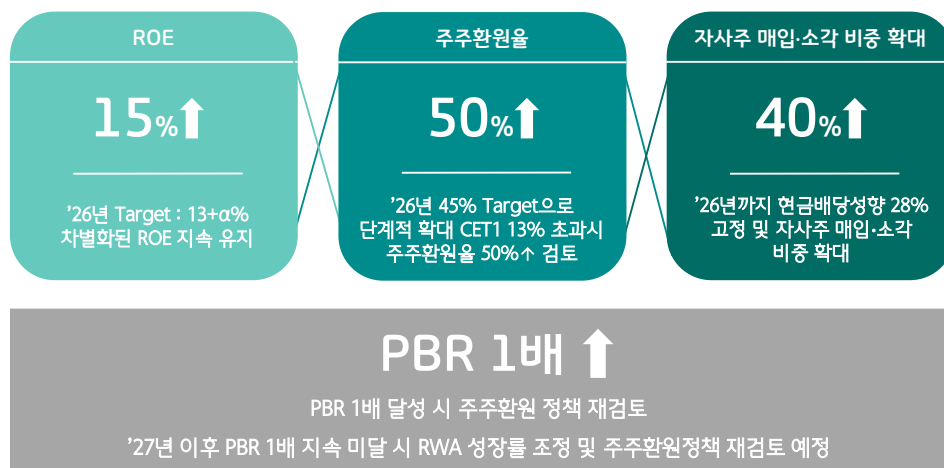 ROE
15%↑
'26년 Target : 13+α%
차별화된 ROE 지속 유지
주주환원율
50%↑
'26년 45% Target으로
단계적 확대 CET1 13% 초과시
주주환원율 50%↑ 검토
자사주 매입·소각 비중 확대
40%↑
'26년까지 현금배당성향 28%
고정 및 자사주 매입·소각
비중 확대
PBR 1배 ↑
PBR 1배 달성 시 주주환원 정책 재검토
'27년 이후 PBR 1배 지속 미달 시 RWA 성장률 조정 및 주주환원정책 재검토 예정